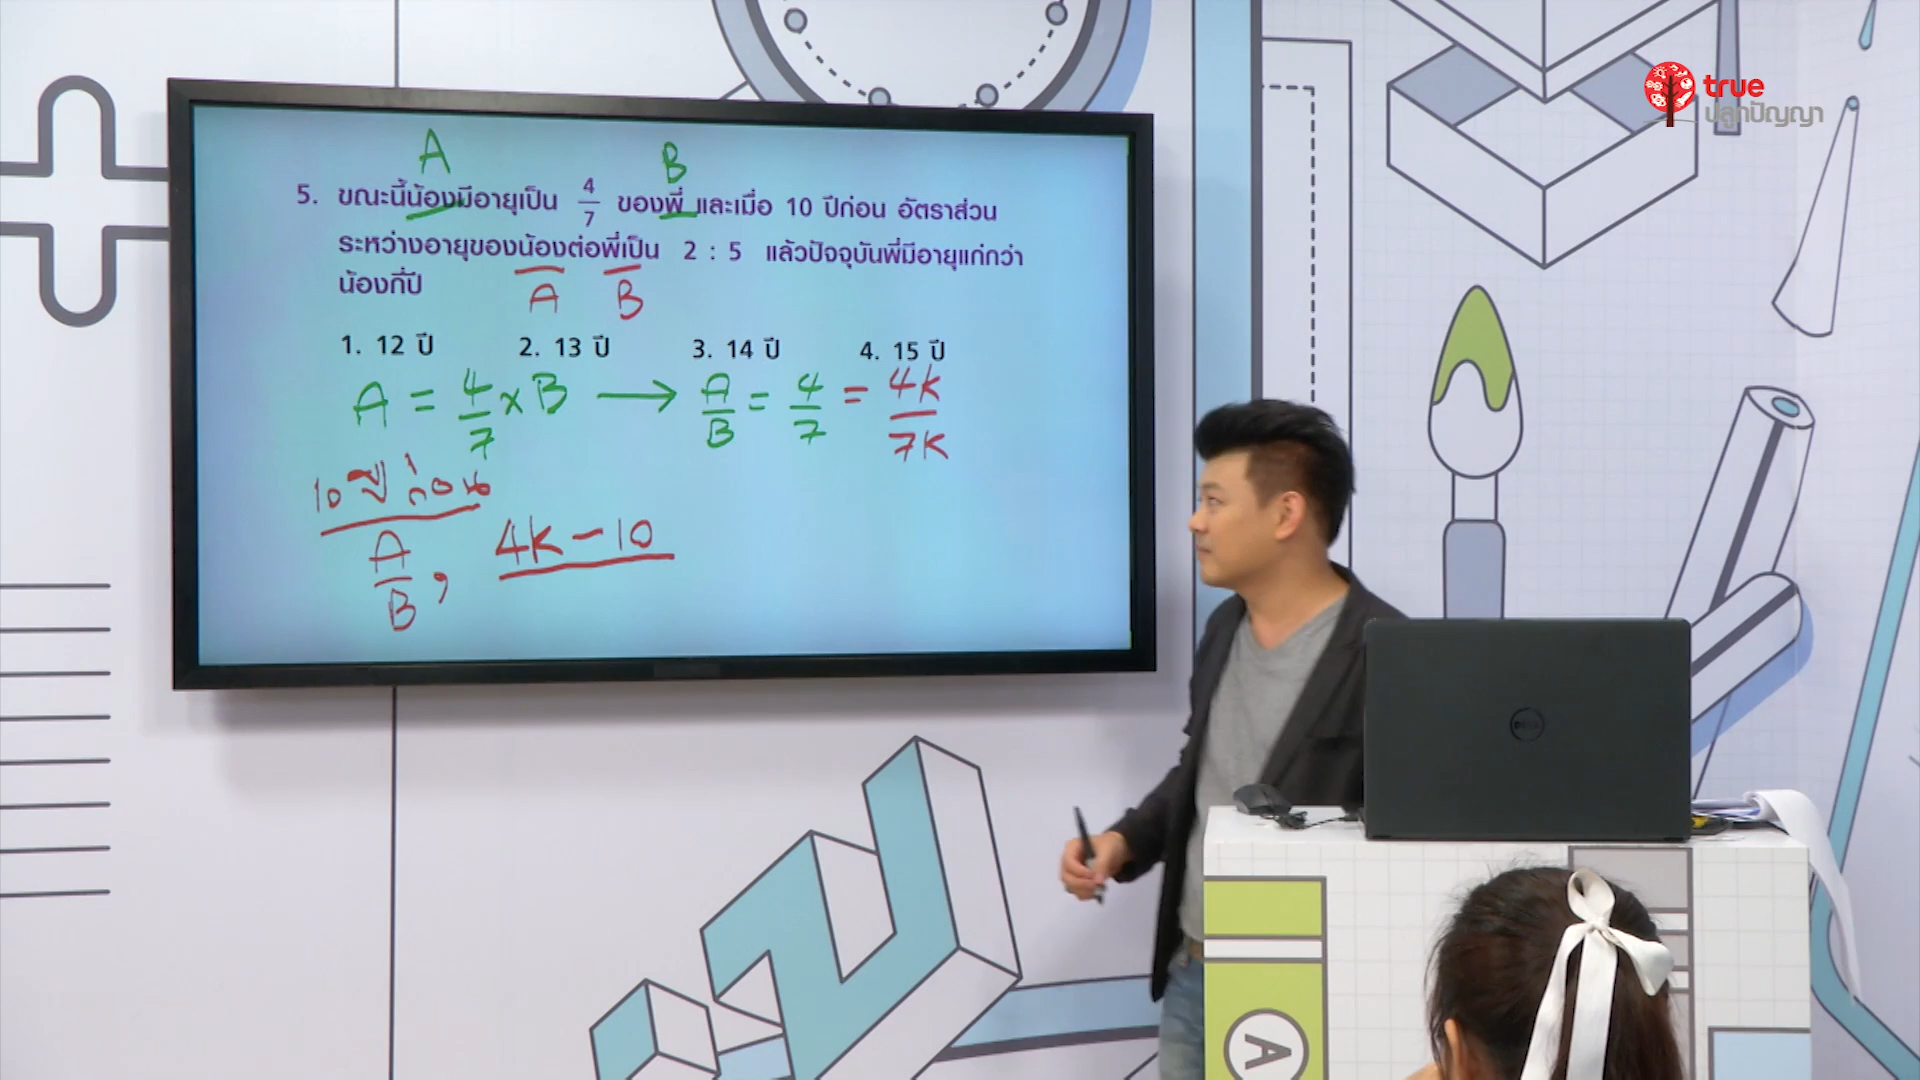 true
ปลูกปัญญา
A B
5. ขณะนี้น้องมีอายุเป็น 4/7 ของพี่ และเมื่อ 10 ปีก่อน อัตราส่วน
ระหว่างอายุของน้องต่อพี่เป็น 2 : 5 แล้วปัจจุบันพี่มีอายุแก่กว่า
น้องกี่ปี
A B
1. 12 ปี 2. 13 ปี 3. 14 ปี 4. 15 ปี
A = 4/7 × B → A/B = 4/7 = 4K/7K
10 ปี ก่อน
A/B , 4K - 10
DELL
A